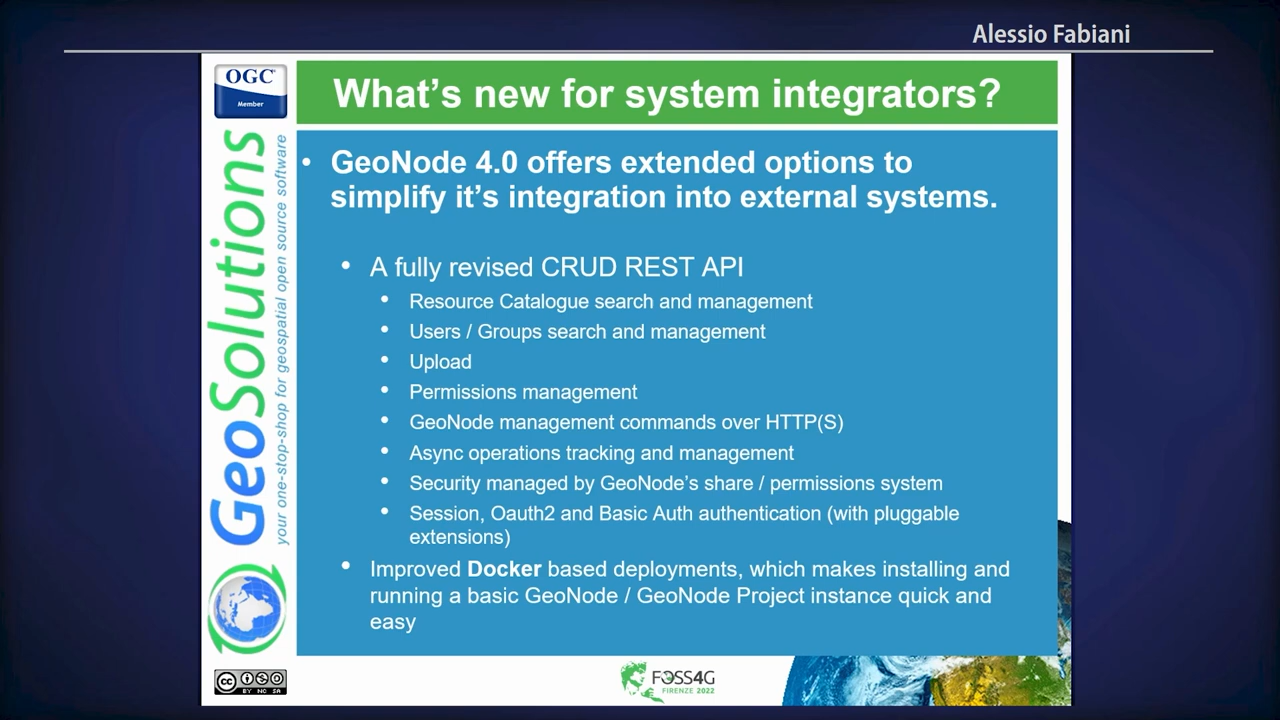 Alessio Fabiani
OGC
Member
What's new for system integrators?
GeoSolutions
your one-stop-shop for geospatial open source software
• GeoNode 4.0 offers extended options to
simplify it's integration into external systems.
• A fully revised CRUD REST API
• Resource Catalogue search and management
• Users / Groups search and management
• Upload
• Permissions management
• GeoNode management commands over HTTP(S)
• Async operations tracking and management
• Security managed by GeoNode's share / permissions system
• Session, Oauth2 and Basic Auth authentication (with pluggable
extensions)
• Improved Docker based deployments, which makes installing and
running a basic GeoNode / GeoNode Project instance quick and
easy
cc
BY NC SA
FOSS4G
FIRENZE 2022